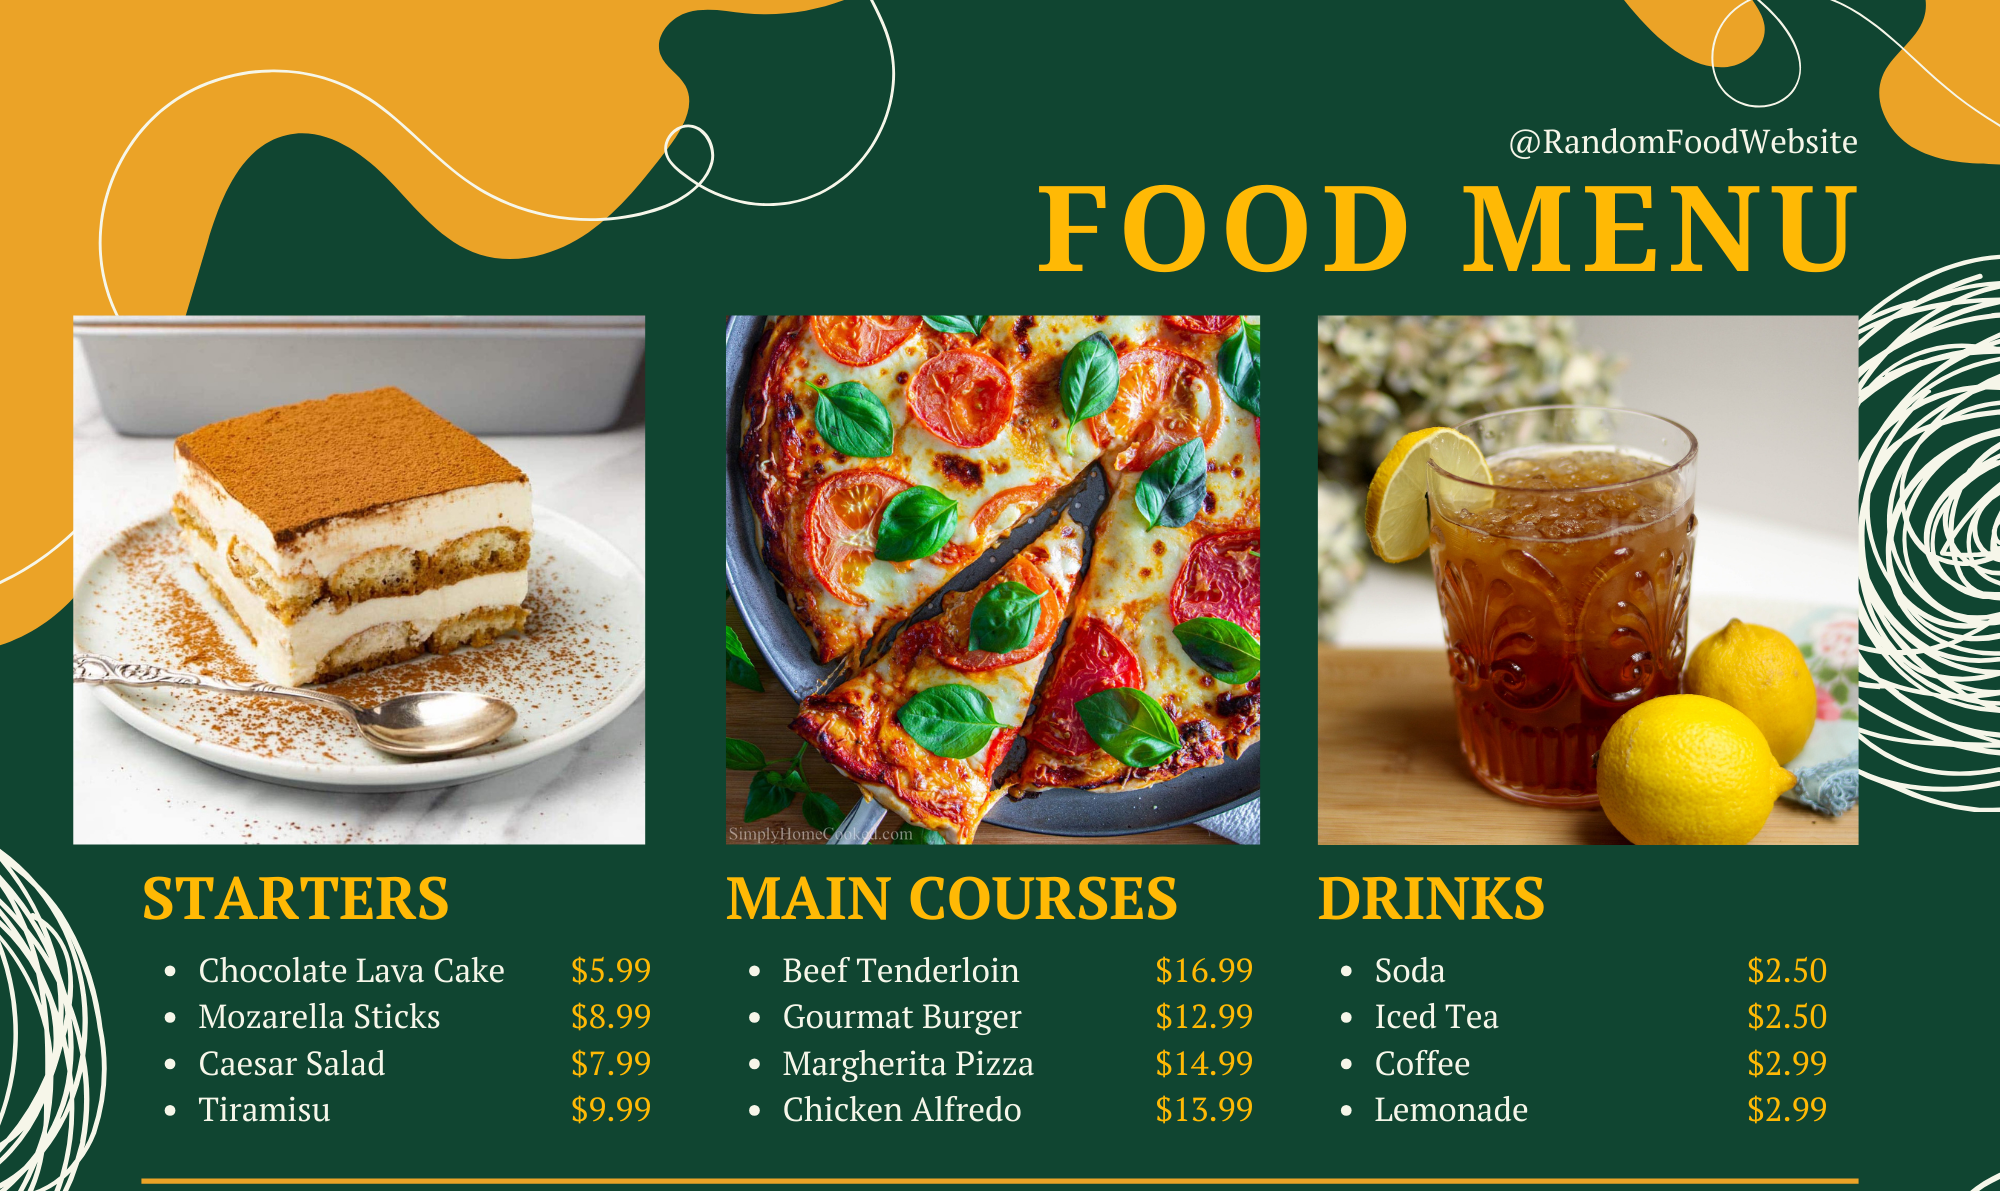 @RandomFoodWebsite
FOOD MENU
SimplyHomeCooked.com
STARTERS
• Chocolate Lava Cake $5.99
• Mozarella Sticks $8.99
• Caesar Salad $7.99
• Tiramisu $9.99
MAIN COURSES
• Beef Tenderloin $16.99
• Gourmat Burger $12.99
• Margherita Pizza $14.99
• Chicken Alfredo $13.99
DRINKS
• Soda $2.50
• Iced Tea $2.50
• Coffee $2.99
• Lemonade $2.99